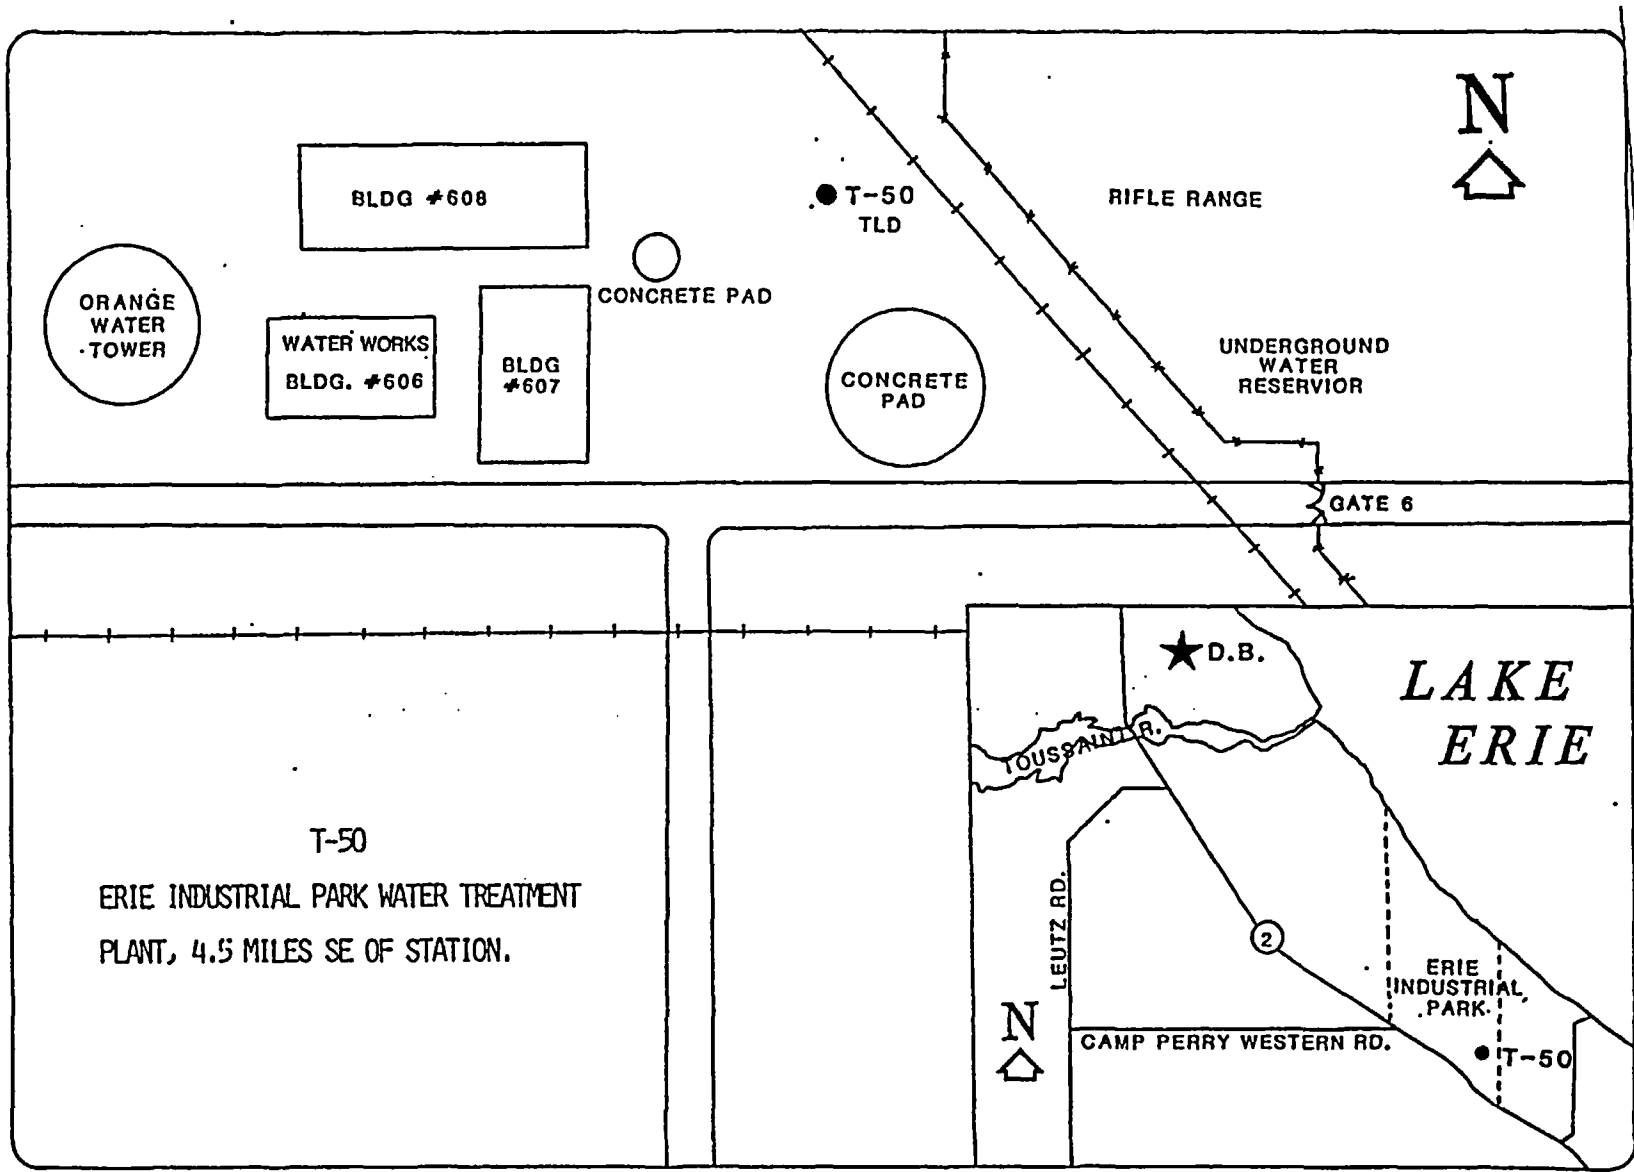 N
BLDG #608
T-50
TLD
RIFLE RANGE
ORANGE
WATER
TOWER
CONCRETE PAD
WATER WORKS
BLDG. #606
BLDG
#607
CONCRETE
PAD
UNDERGROUND
WATER
RESERVIOR
GATE 6
D.B.
LAKE
ERIE
TOUSSAINT R.
T-50
ERIE INDUSTRIAL PARK WATER TREATMENT
PLANT, 4.5 MILES SE OF STATION.
LEUTZ RD.
2
ERIE
INDUSTRIAL
PARK
N
CAMP PERRY WESTERN RD.
T-50